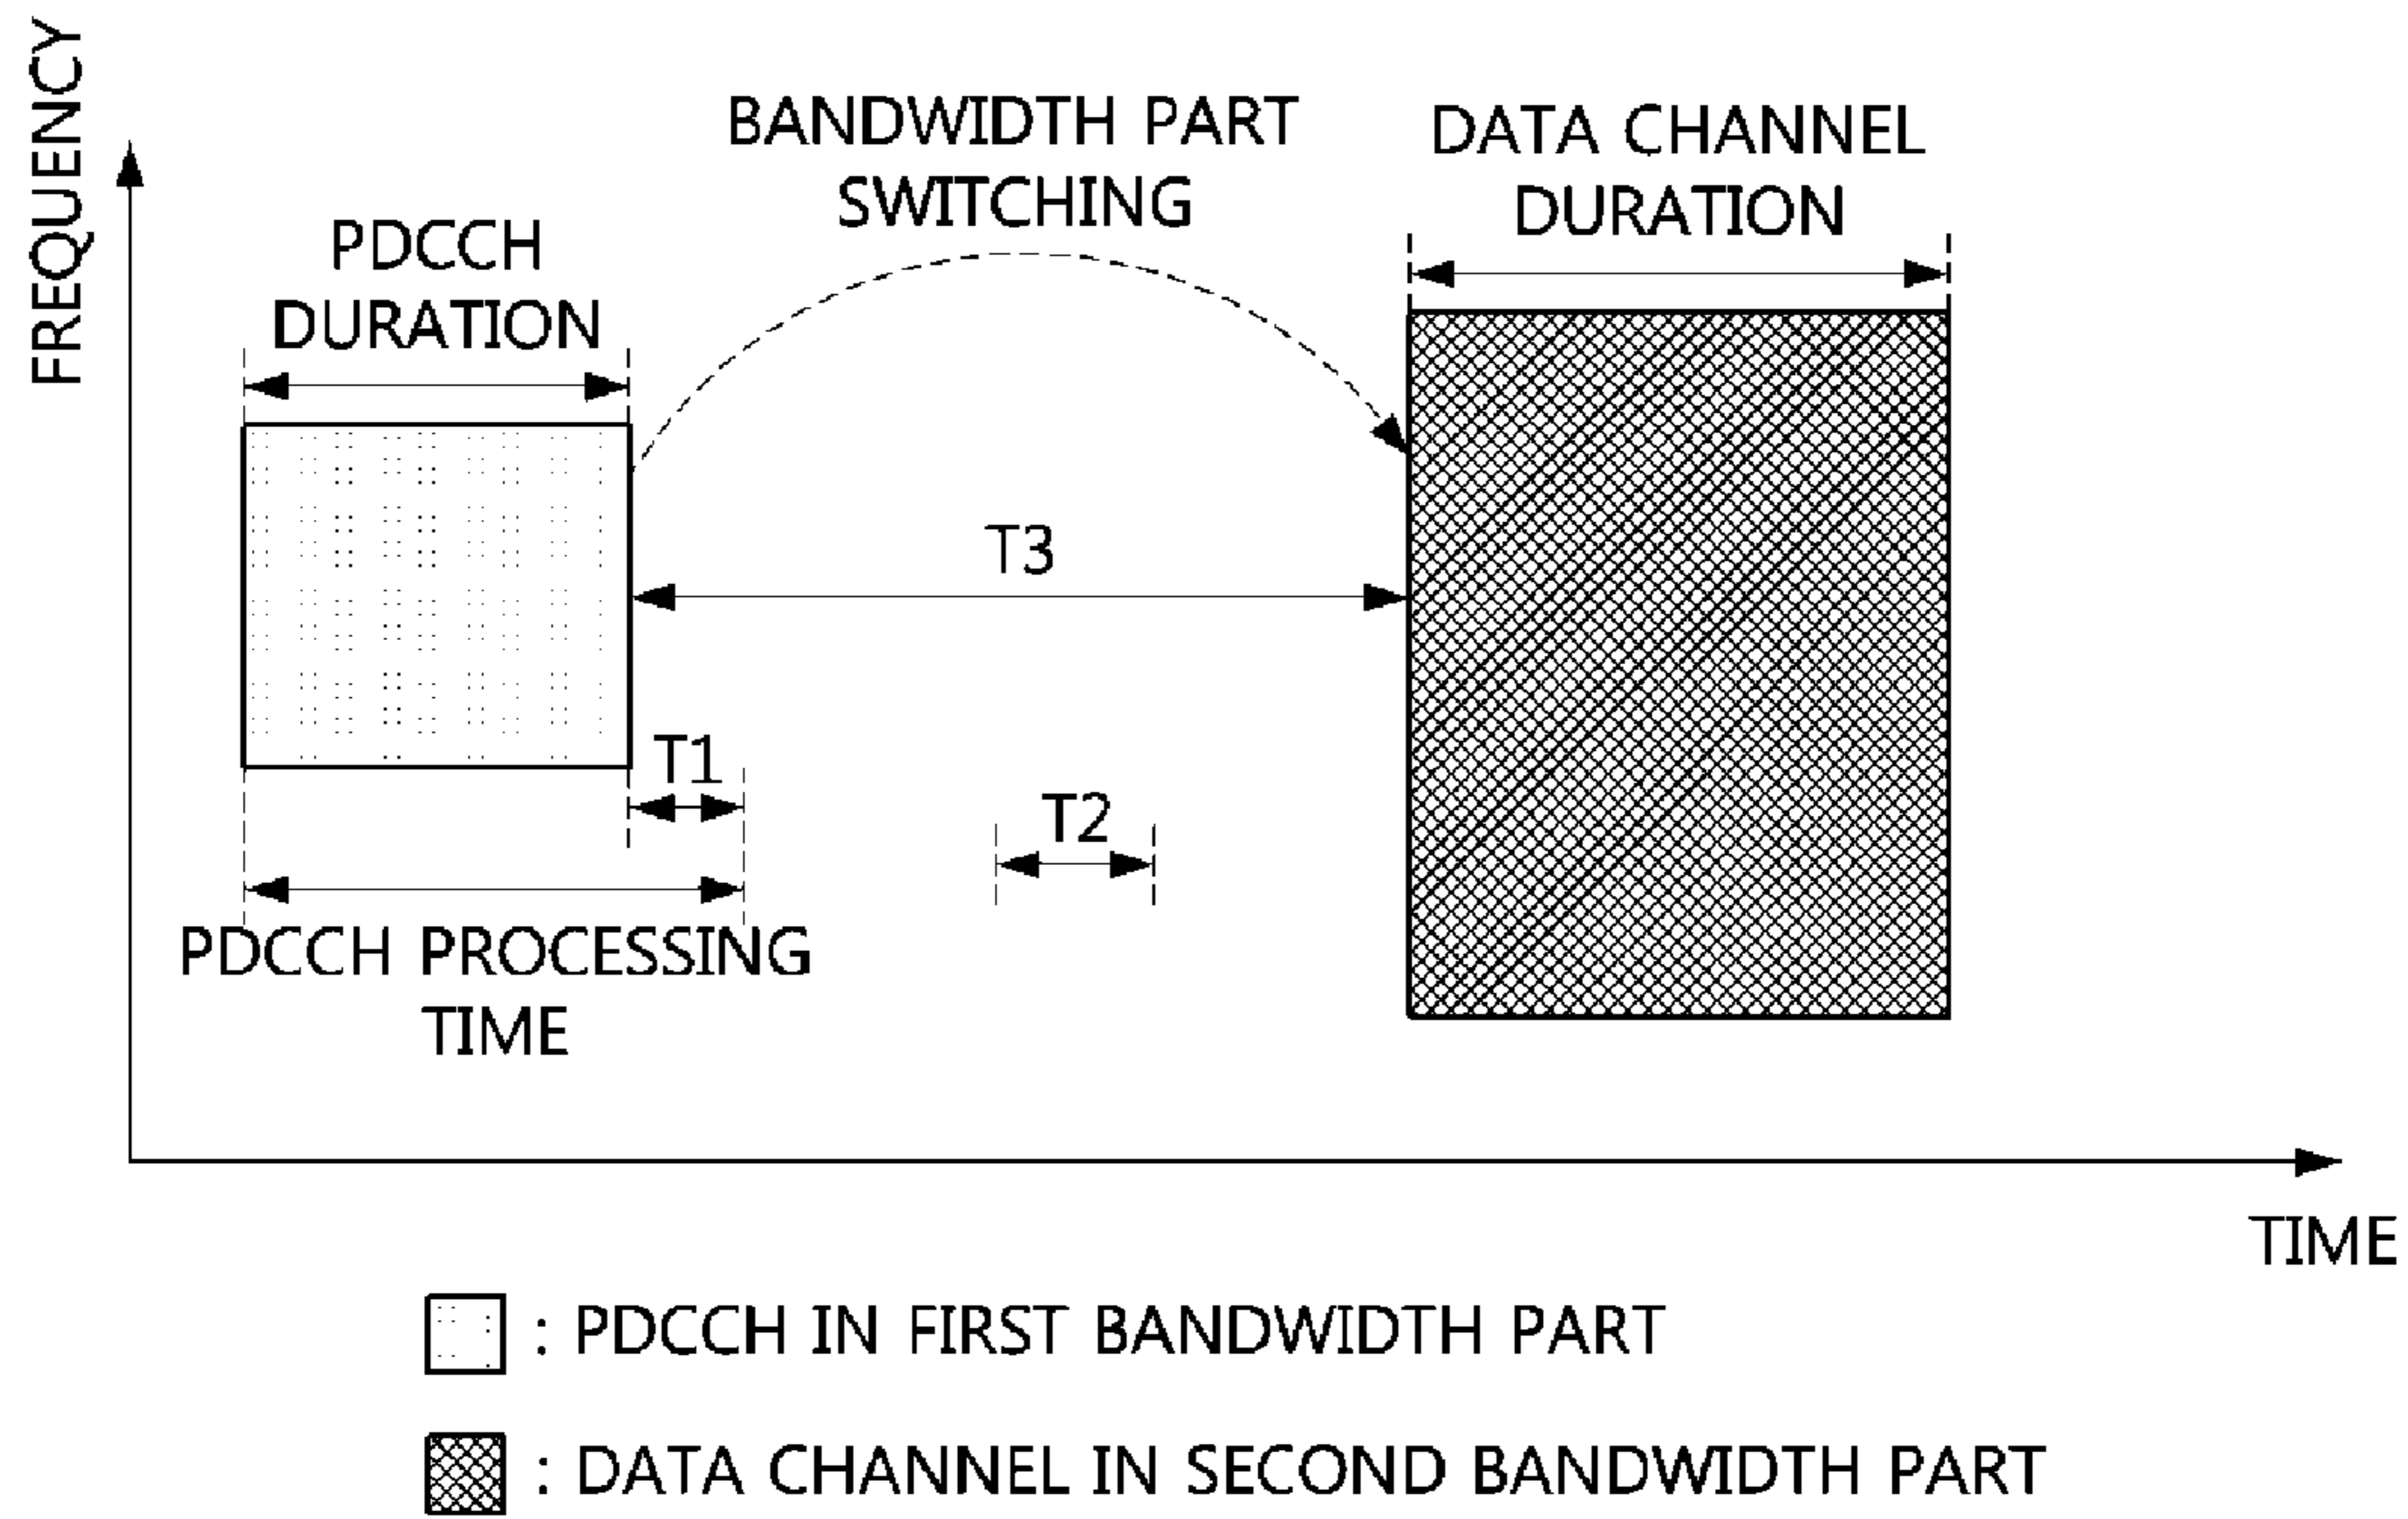 FREQUENCY
BANDWIDTH PART
SWITCHING
DATA CHANNEL
DURATION
PDCCH
DURATION
T3
T1
T2
PDCCH PROCESSING
TIME
TIME
: PDCCH IN FIRST BANDWIDTH PART
: DATA CHANNEL IN SECOND BANDWIDTH PART